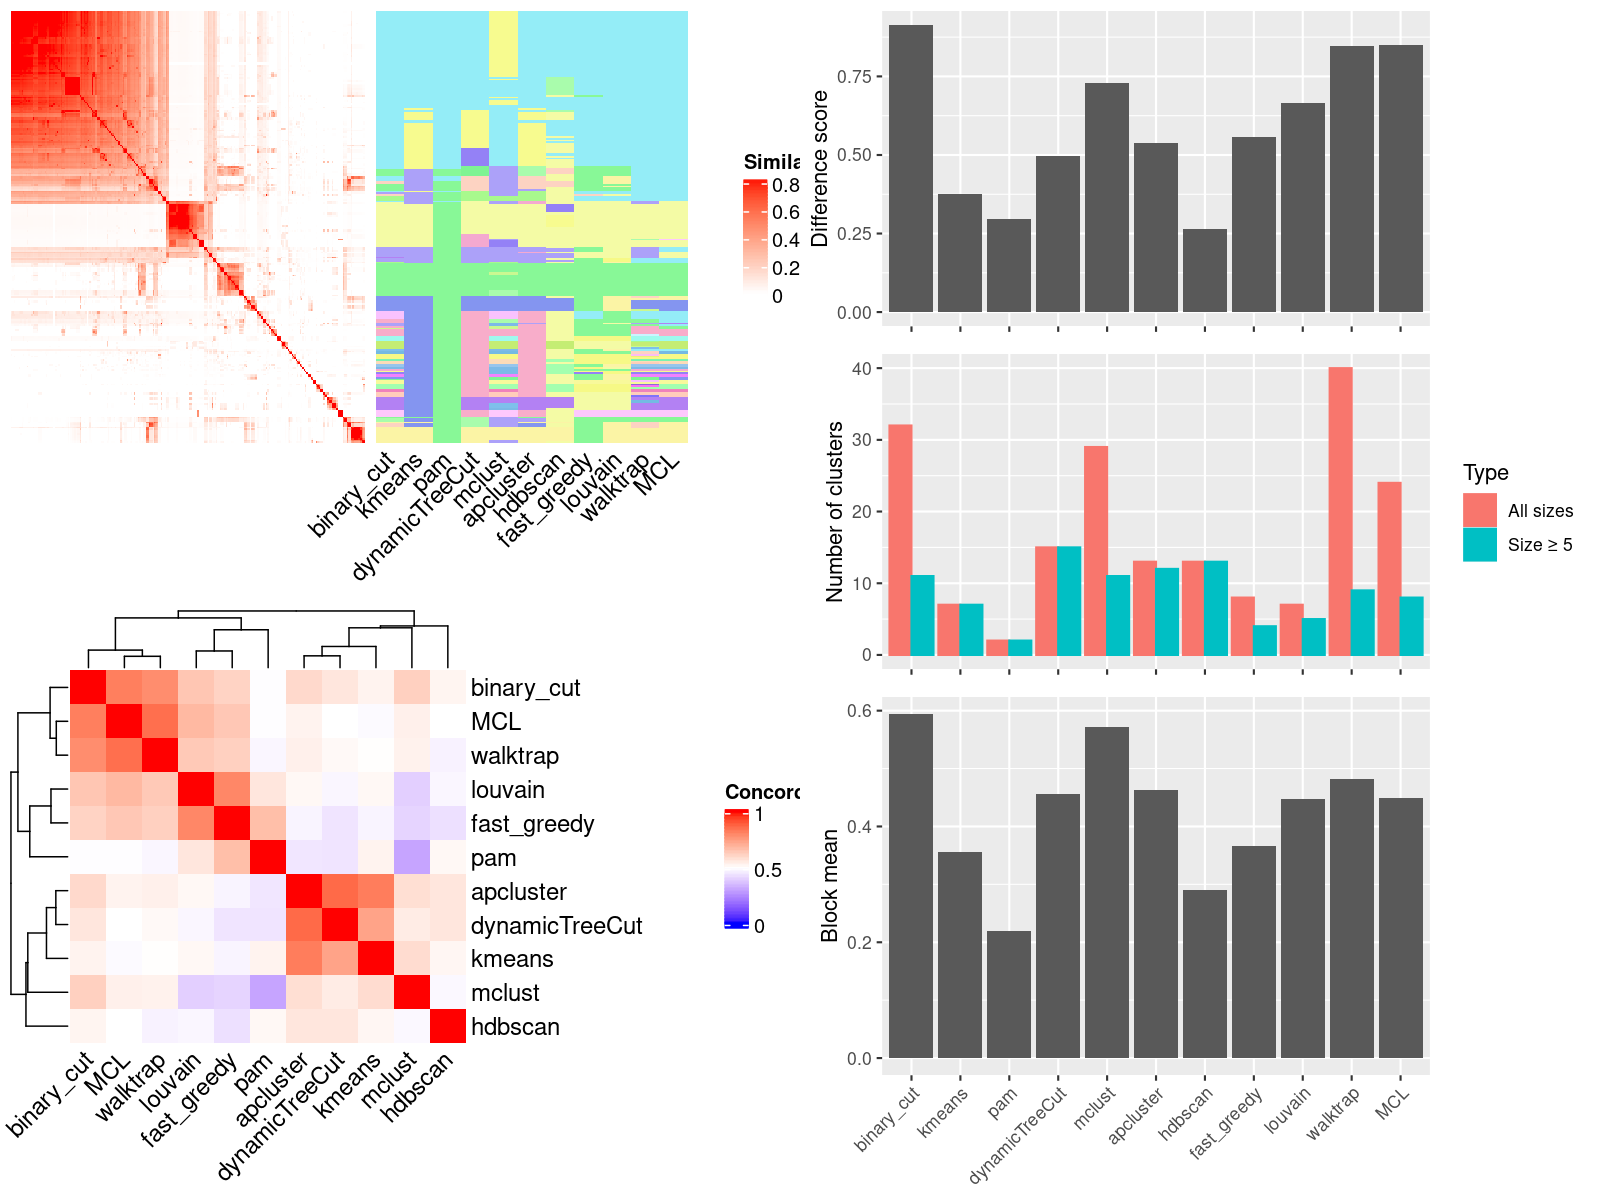 Simila
0.8
0.6
0.4
0.2
0
binary_cut
kmeans
pam
dynamicTreeCut
mclust
apcluster
hdbscan
fast_greedy
louvain
walktrap
MCL
Difference score
0.75
0.50
0.25
0.00
Number of clusters
40
30
20
10
0
Type
All sizes
Size ≥ 5
Block mean
0.6
0.4
0.2
0.0
binary_cut
kmeans
pam
dynamicTreeCut
mclust
apcluster
hdbscan
fast_greedy
louvain
walktrap
MCL
binary_cut
MCL
walktrap
louvain
fast_greedy
pam
apcluster
dynamicTreeCut
kmeans
mclust
hdbscan
binary_cut
MCL
walktrap
louvain
fast_greedy
pam
apcluster
dynamicTreeCut
kmeans
mclust
hdbscan
Concord
1
0.5
0